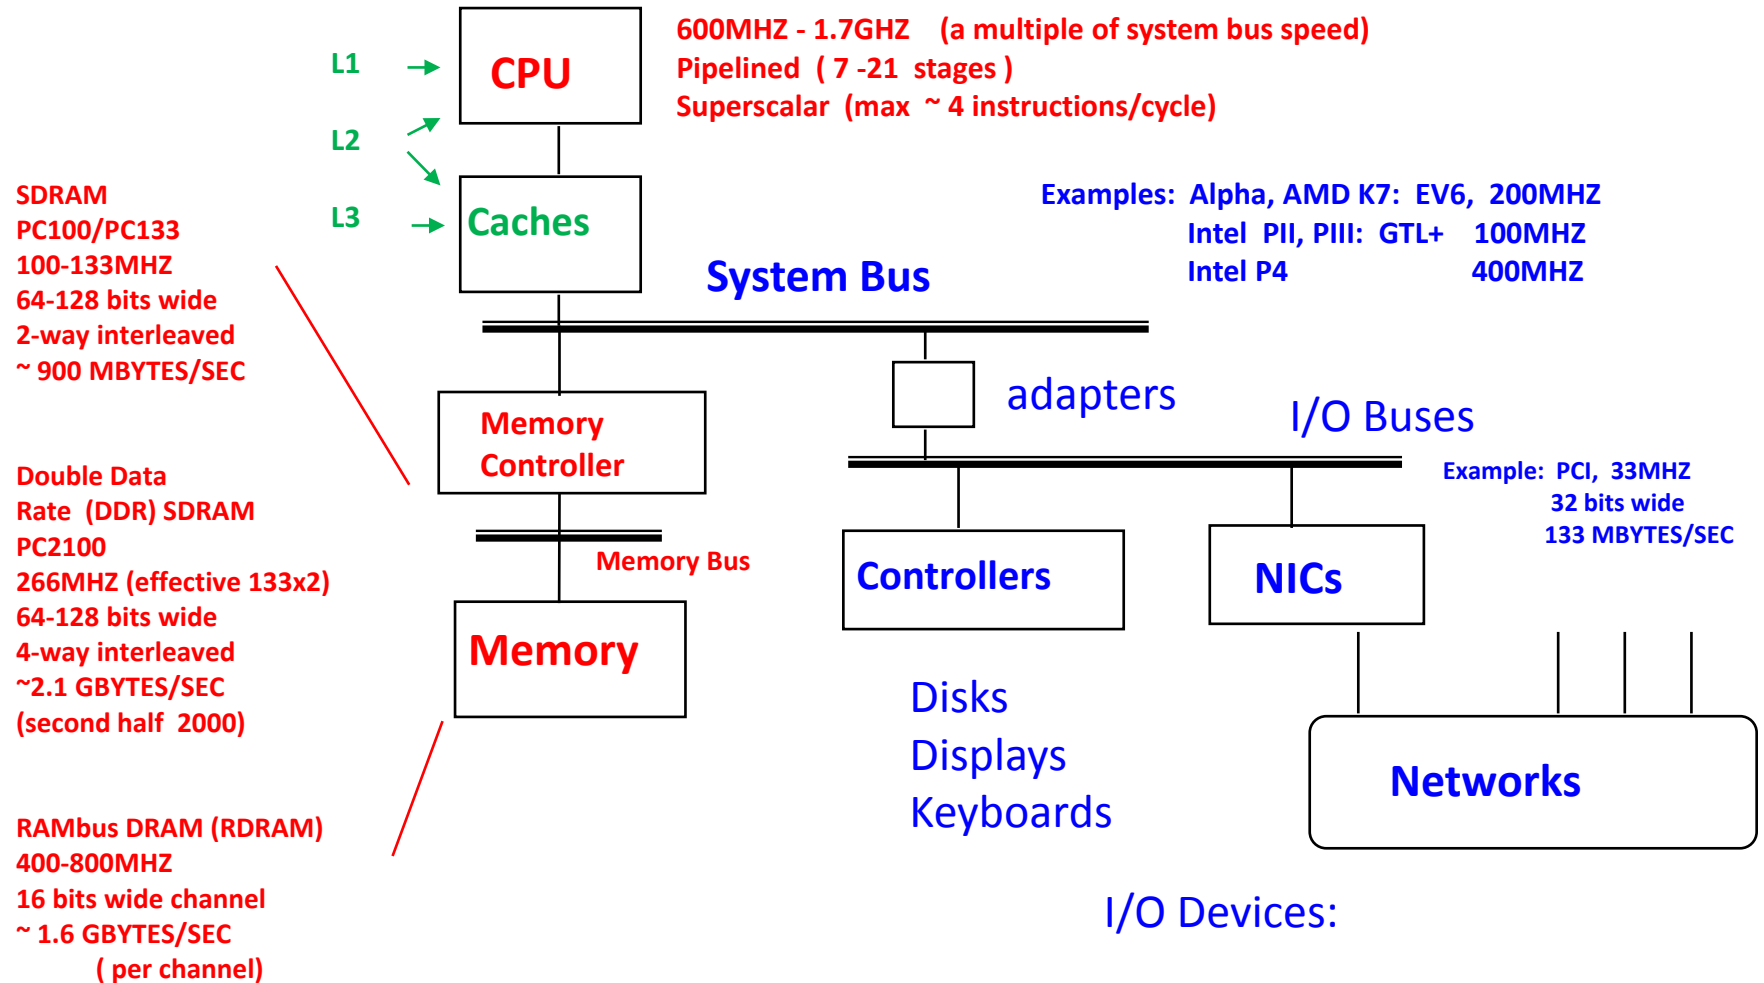 600MHZ - 1.7GHZ (a multiple of system bus speed)
Pipelined ( 7 -21 stages )
Superscalar (max ~ 4 instructions/cycle)
L1
CPU
L2
L3
Caches
SDRAM
PC100/PC133
100-133MHZ
64-128 bits wide
2-way interleaved
~ 900 MBYTES/SEC
Examples: Alpha, AMD K7: EV6, 200MHZ
Intel PII, PIII: GTL+ 100MHZ
Intel P4 400MHZ
System Bus
adapters
I/O Buses
Memory
Controller
Example: PCI, 33MHZ
32 bits wide
133 MBYTES/SEC
Double Data
Rate (DDR) SDRAM
PC2100
266MHZ (effective 133x2)
64-128 bits wide
4-way interleaved
~2.1 GBYTES/SEC
(second half 2000)
Memory Bus
Controllers
NICs
Memory
Disks
Displays
Keyboards
Networks
RAMbus DRAM (RDRAM)
400-800MHZ
16 bits wide channel
~ 1.6 GBYTES/SEC
( per channel)
I/O Devices: